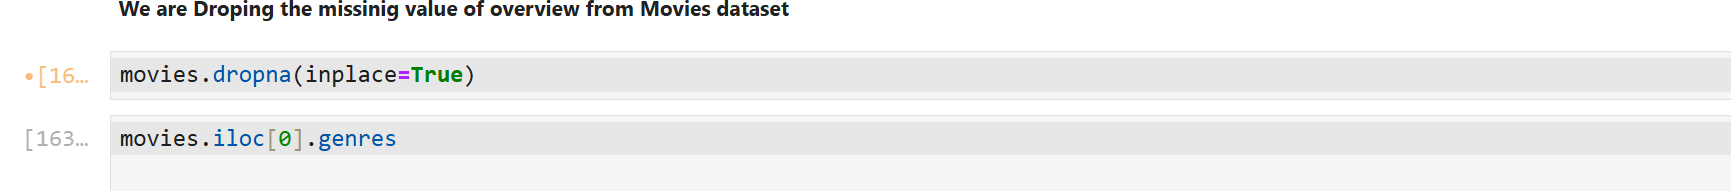 We are Droping the missinig value of overview from Movies dataset
•[16…
movies.dropna(inplace=True)
[163…
movies.iloc[0].genres